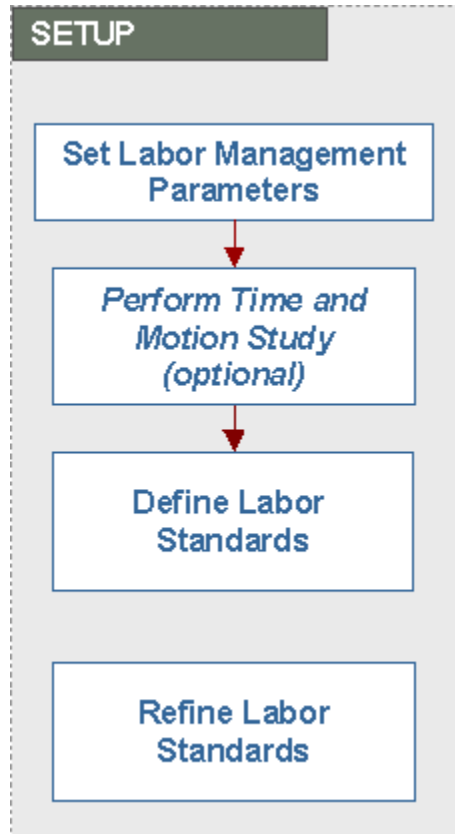 SETUP
Set Labor Management
Parameters
Perform Time and
Motion Study
(optional)
Define Labor
Standards
Refine Labor
Standards